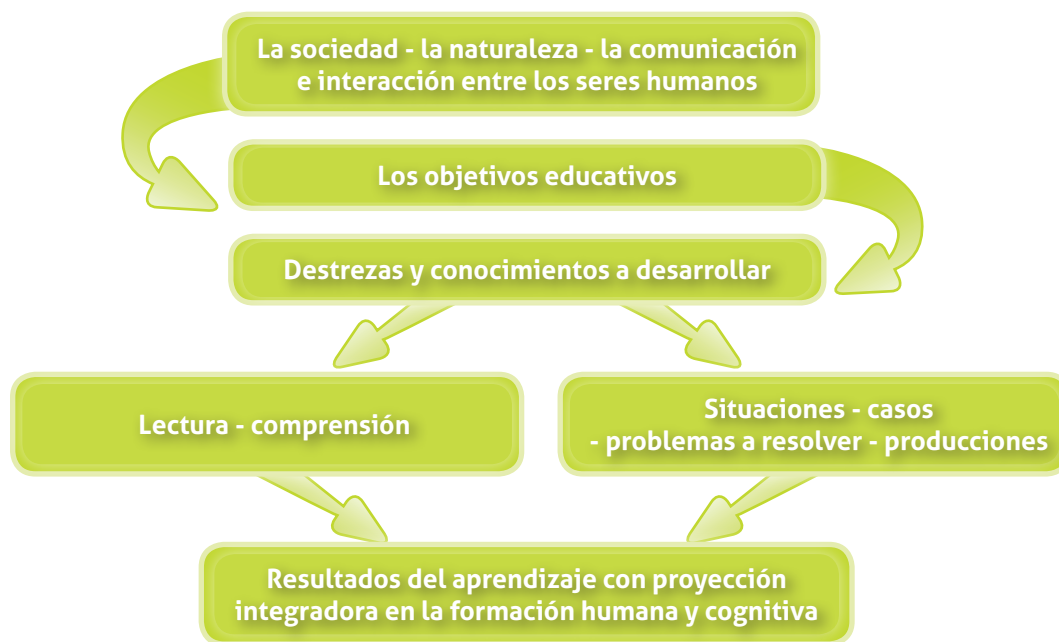 La sociedad - la naturaleza - la comunicación
e interacción entre los seres humanos
Los objetivos educativos
Destrezas y conocimientos a desarrollar
Lectura - comprensión
Situaciones - casos
- problemas a resolver - producciones
Resultados del aprendizaje con proyección
integradora en la formación humana y cognitiva